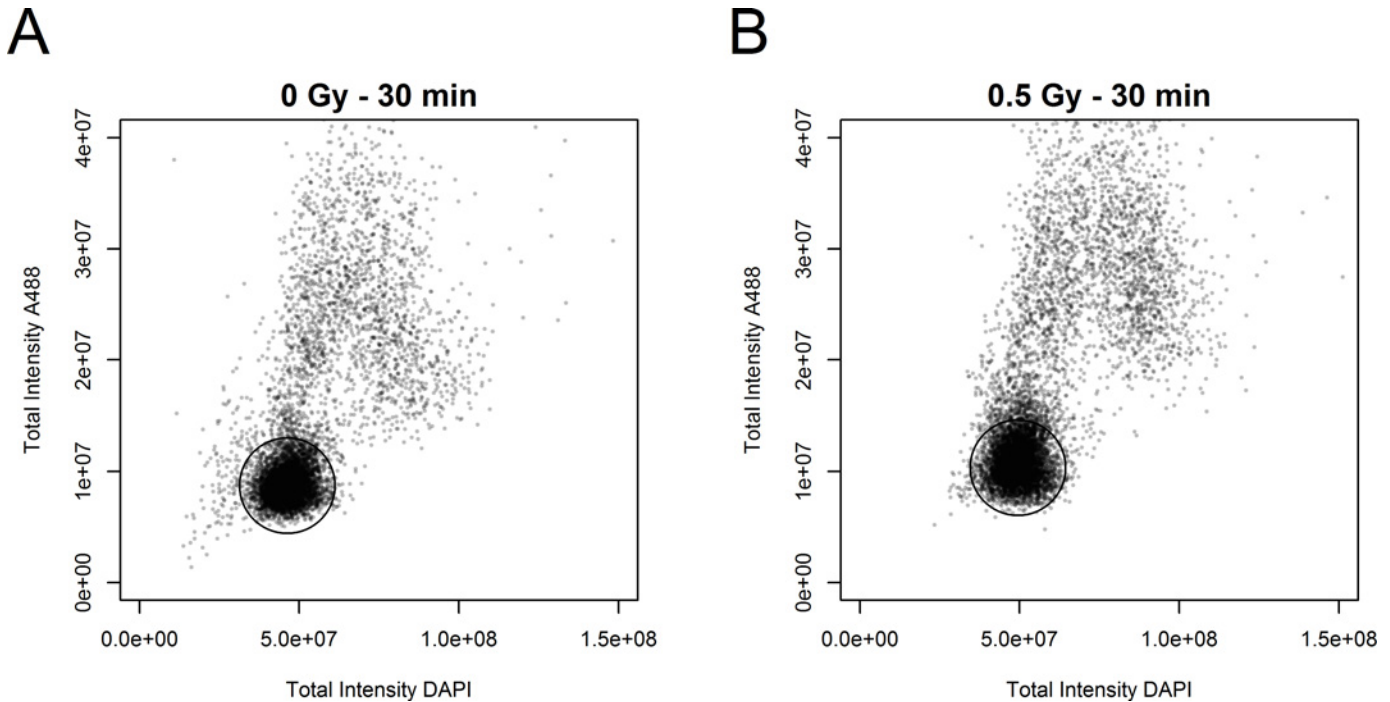 A
B
0 Gy - 30 min
0.5 Gy - 30 min
Total Intensity A488
0e+00
1e+07
2e+07
3e+07
4e+07
0.0e+00
5.0e+07
1.0e+08
1.5e+08
Total Intensity DAPI
Total Intensity A488
0e+00
1e+07
2e+07
3e+07
4e+07
0.0e+00
5.0e+07
1.0e+08
1.5e+08
Total Intensity DAPI